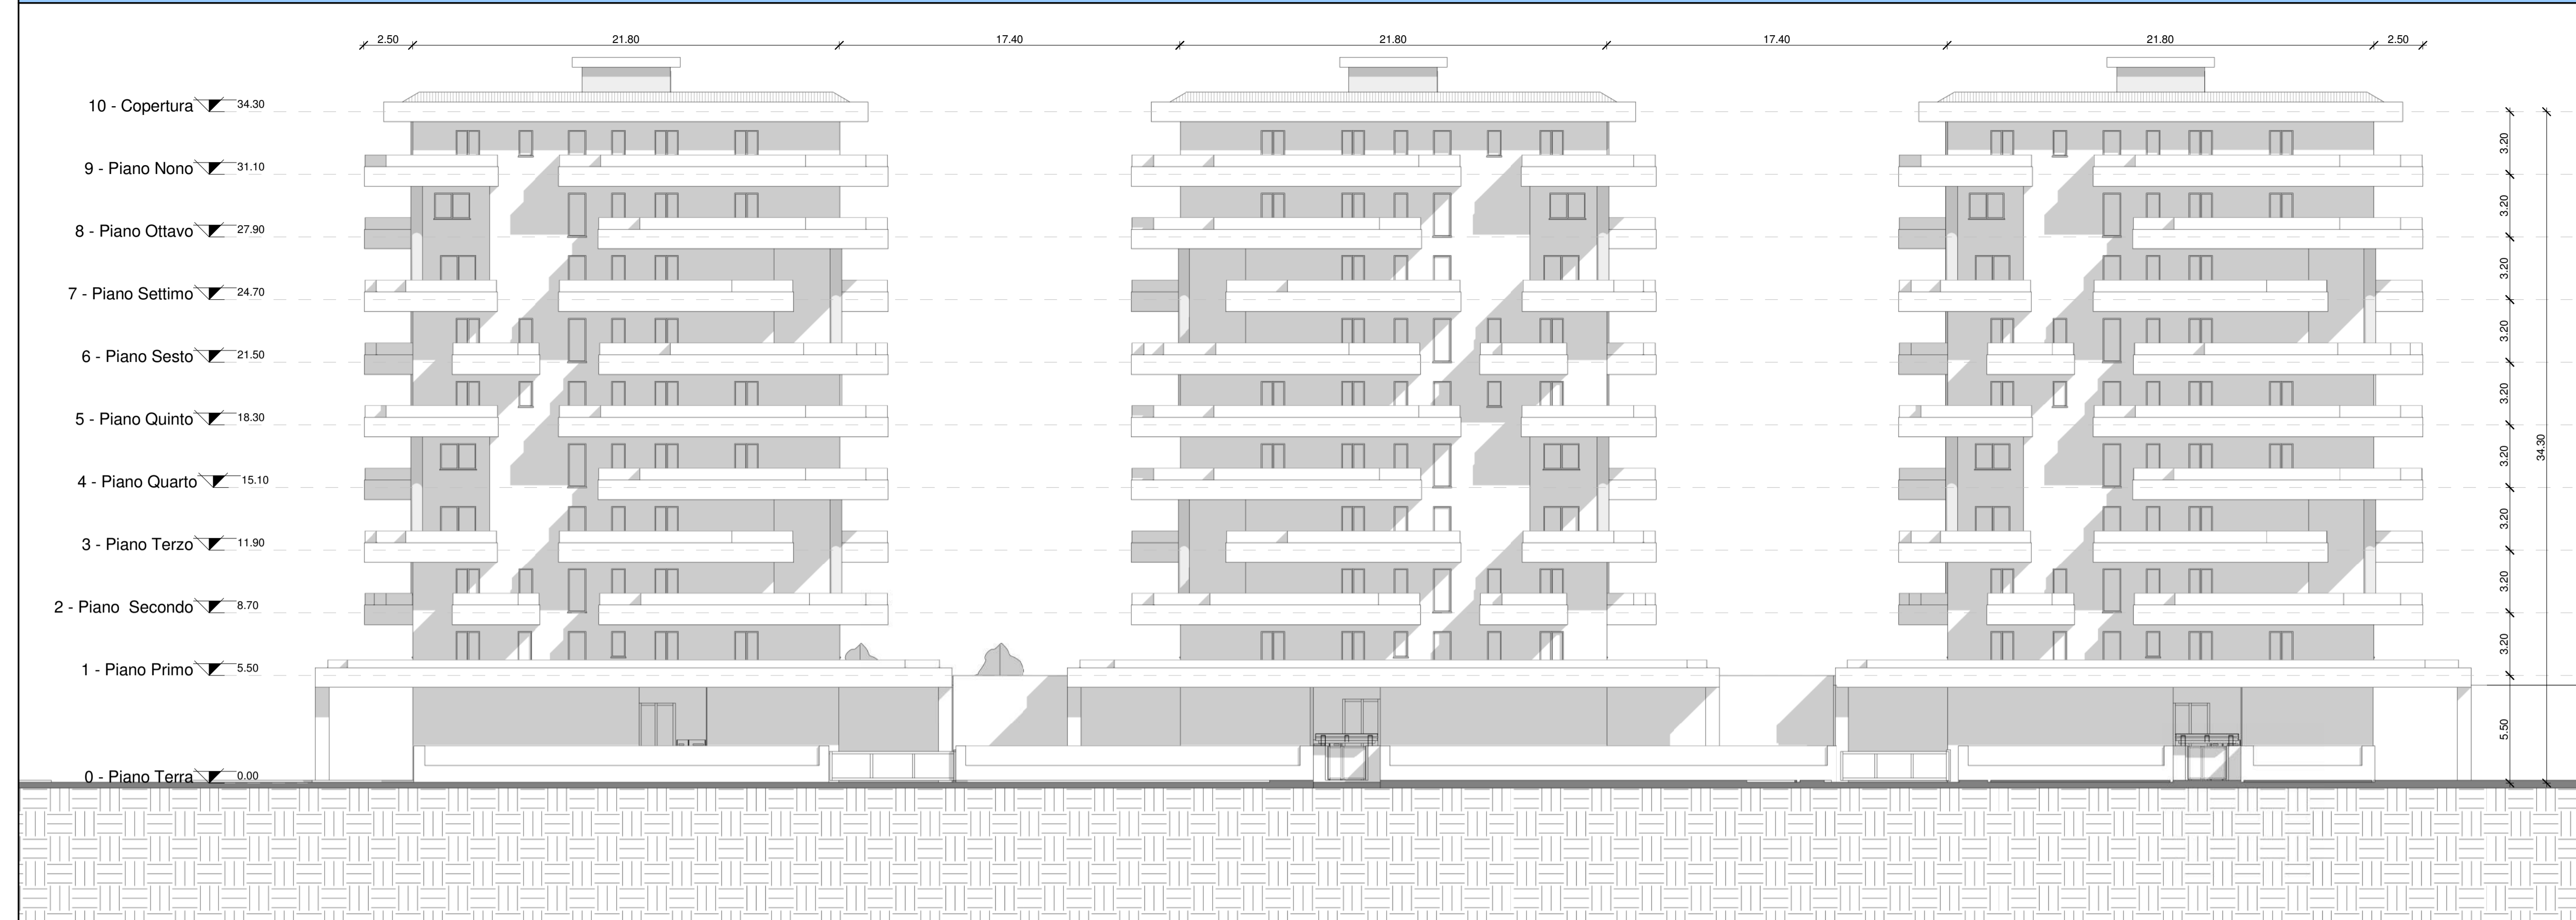 2.50 21.80 17.40 21.80 17.40 21.80 2.50
10 - Copertura 34.30
3.20
9 - Piano Nono 31.10
3.20
8 - Piano Ottavo 27.90
3.20
7 - Piano Settimo 24.70
3.20
6 - Piano Sesto 21.50
3.20
5 - Piano Quinto 18.30
3.20 34.30
4 - Piano Quarto 15.10
3.20
3 - Piano Terzo 11.90
3.20
2 - Piano  Secondo 8.70
3.20
1 - Piano Primo 5.50
5.50
0 - Piano Terra 0.00